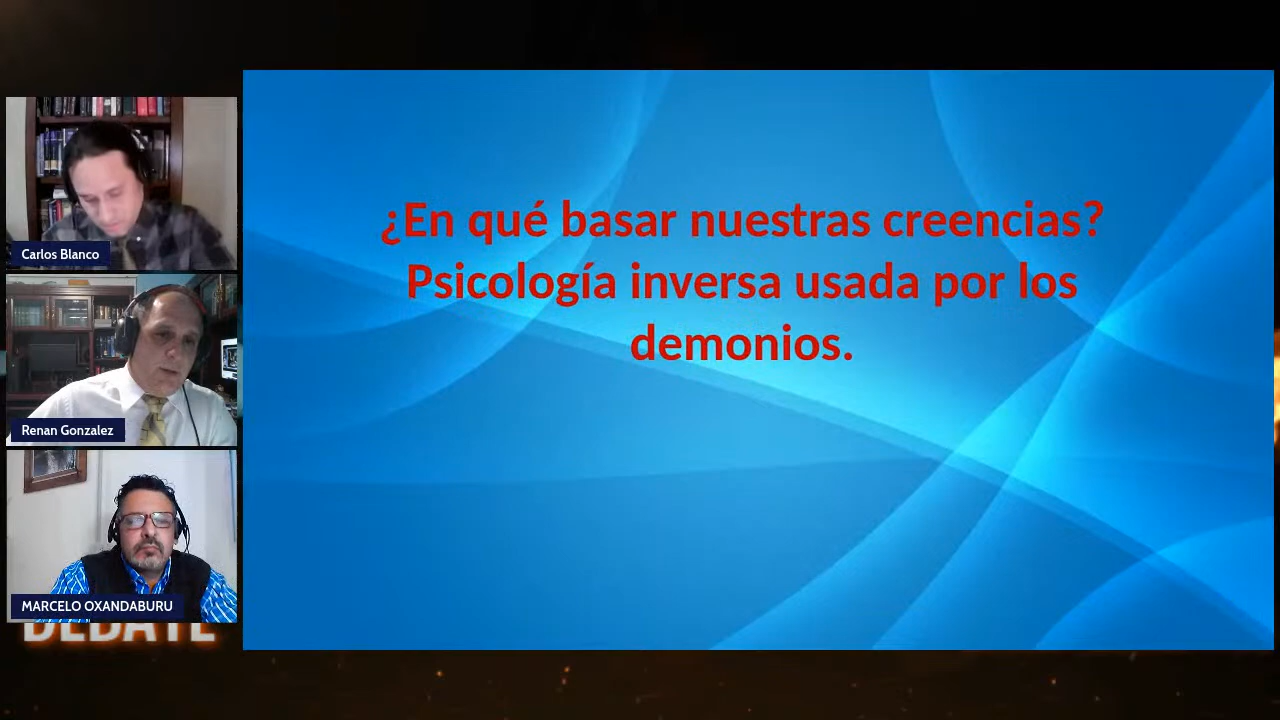 ¿En qué basar nuestras creencias?
Psicología inversa usada por los
demonios.
Carlos Blanco
Renan Gonzalez
MARCELO OXANDABURU
DEBATE